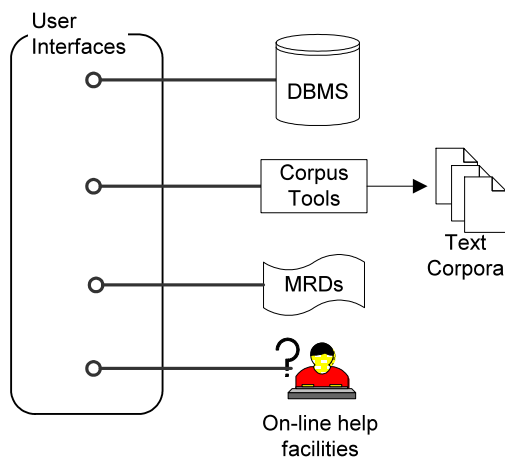 User
Interfaces
DBMS
Corpus
Tools
Text
Corpora
MRDs
?
On-line help
facilities